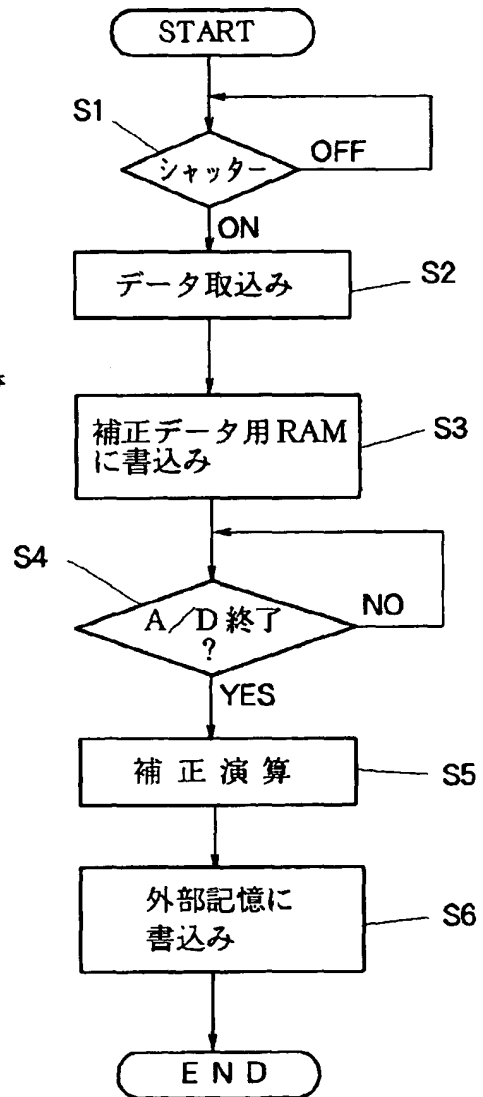 START
S1
シャッター
OFF
ON
データ取込み
S2
補正データ用RAM
に書込み
S3
S4
A/D終了
?
NO
YES
補正演算
S5
外部記憶に
書込み
S6
END